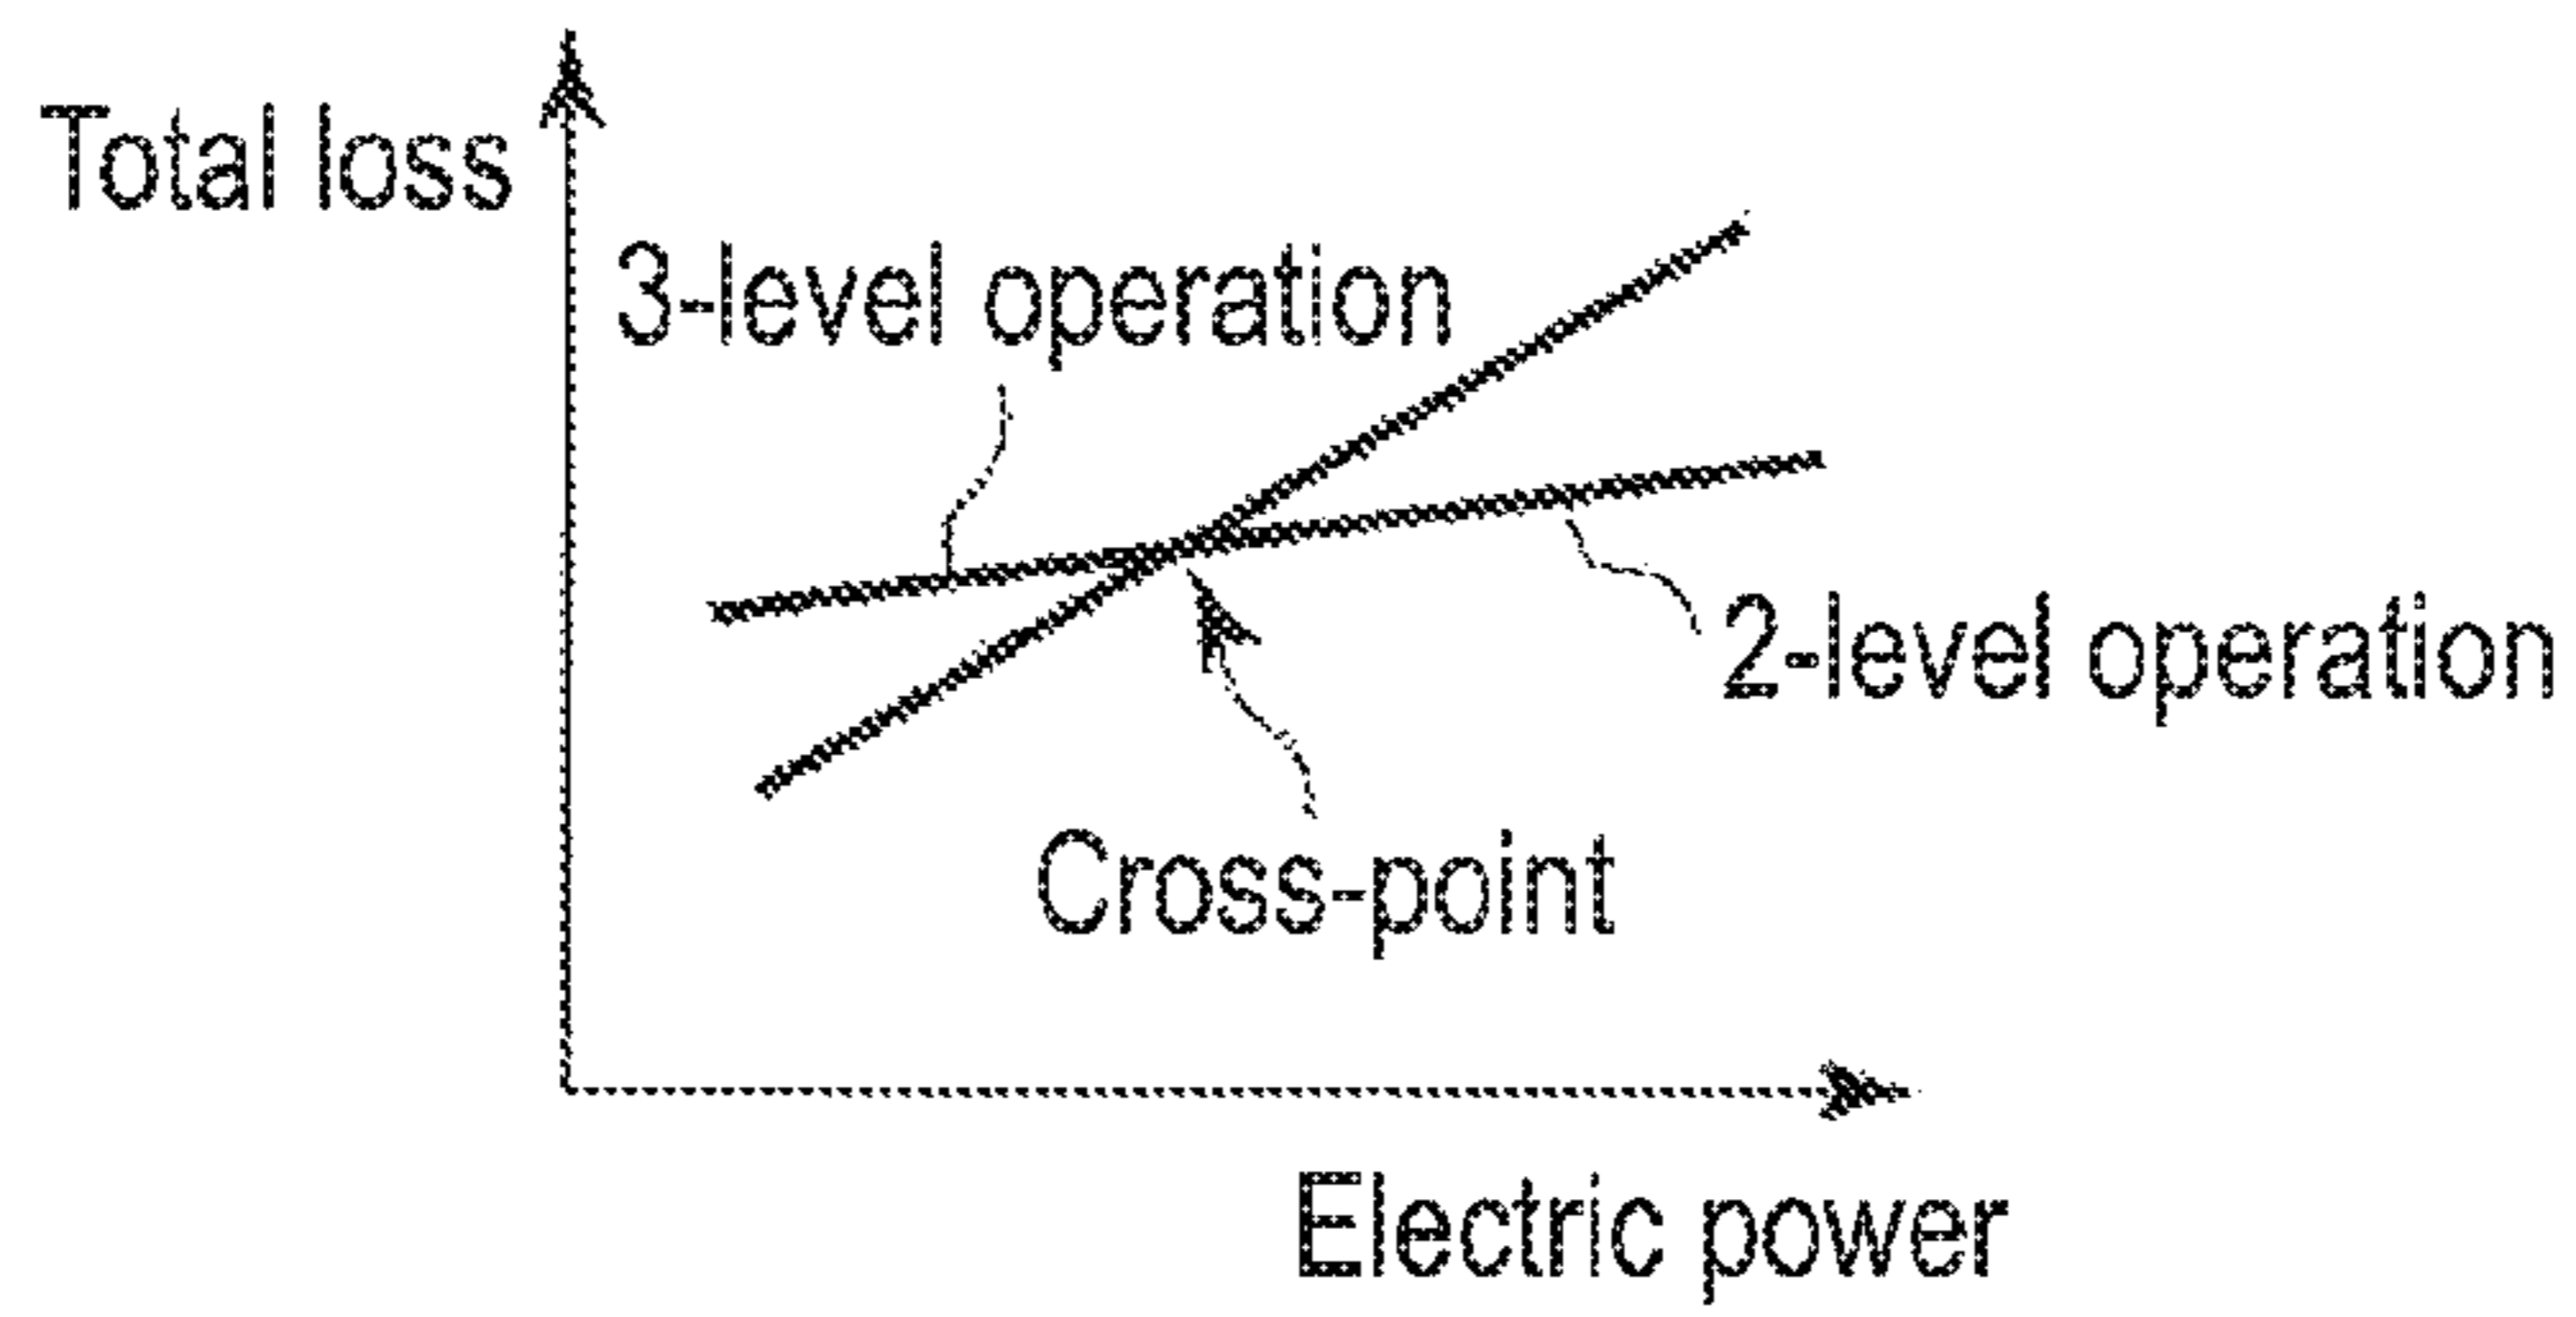 Total loss
3-level operation
2-level operation
Cross-point
Electric power